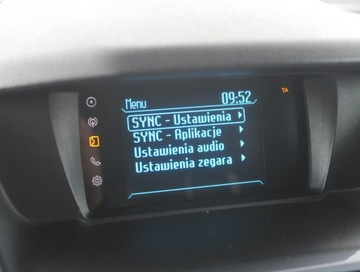 Menu 09:52
TA
SYNC - Ustawienia
SYNC - Aplikacje
Ustawienia audio
Ustawienia zegara